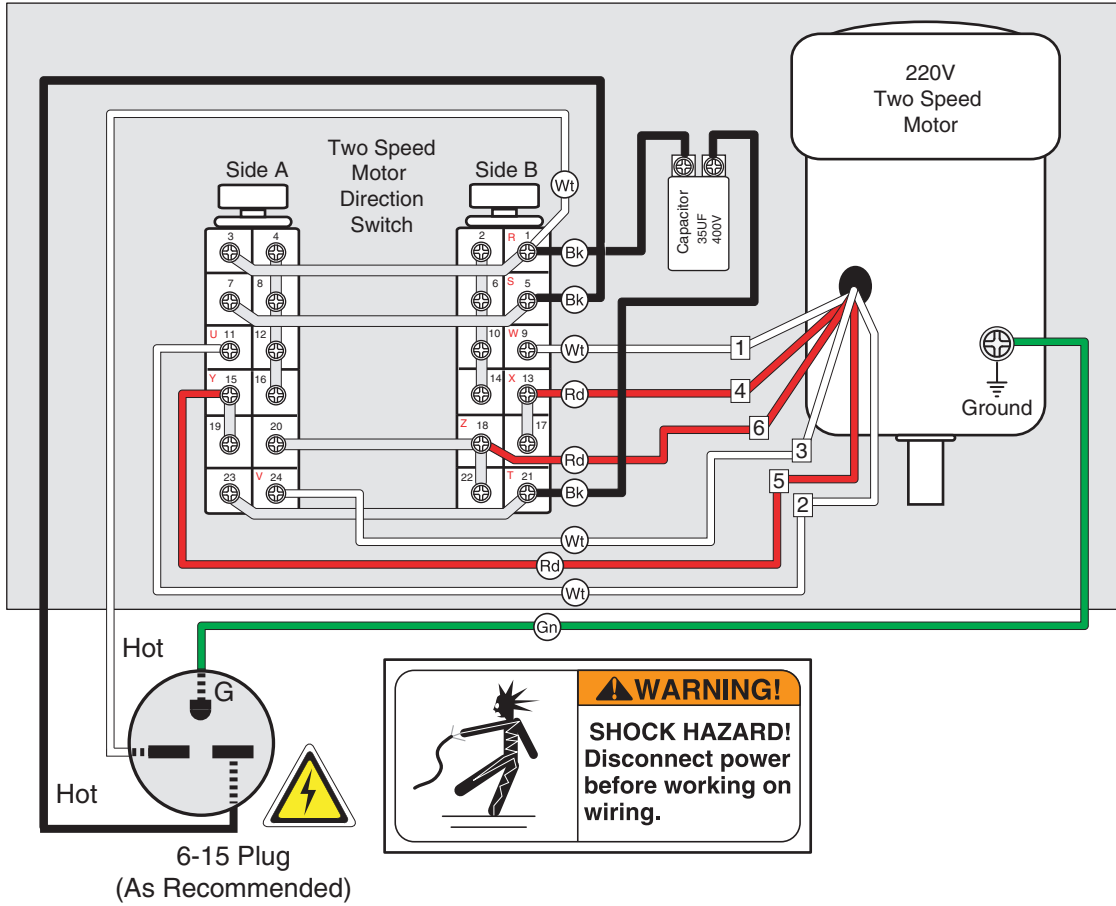 220V
Two Speed
Motor
Two Speed
Motor
Direction
Switch
Side A
Side B
Wt
Capacitor
35UF
400V
3
4
2
R 1
Bk
7
8
6
S 5
Bk
U 11
12
10
W 9
Wt
1
Y 15
16
14
X 13
Rd
4
Ground
19
20
Z 18
17
6
Rd
3
23
V 24
22
T 21
Bk
5
2
Wt
Rd
Wt
Gn
Hot
G
Hot
6-15 Plug
(As Recommended)
WARNING!
SHOCK HAZARD!
Disconnect power
before working on
wiring.